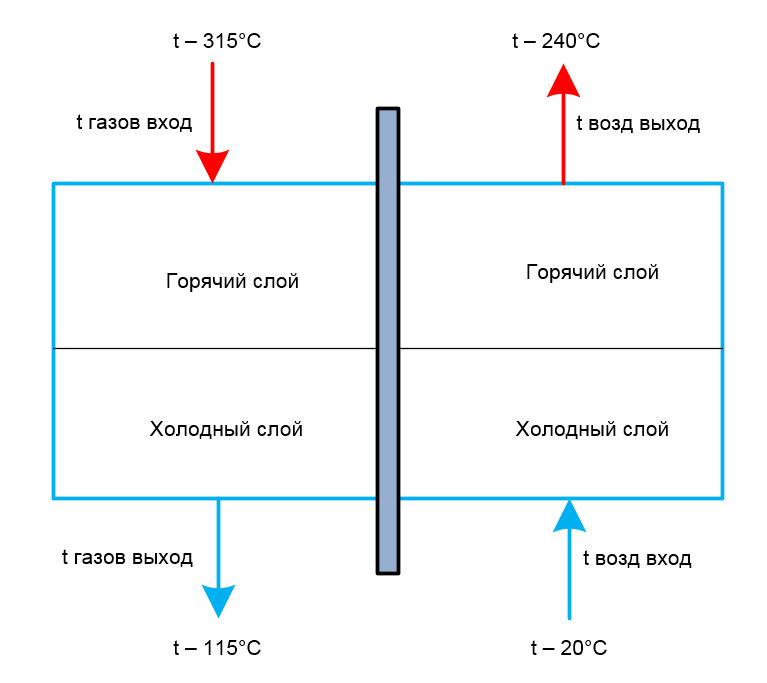 t – 315°C
t – 240°C
t газов вход
t возд выход
Горячий слой
Горячий слой
Холодный слой
Холодный слой
t газов выход
t возд вход
t – 115°C
t – 20°C